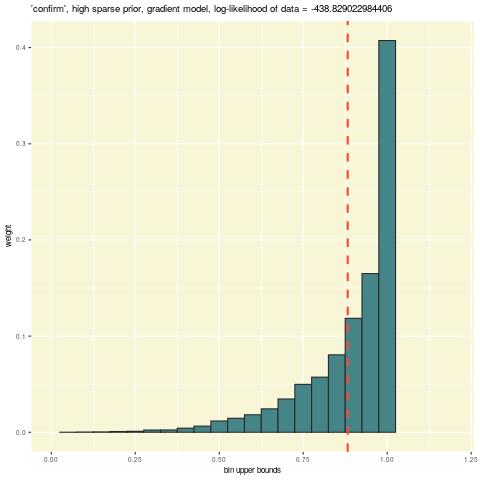 'confirm', high sparse prior, gradient model, log-likelihood of data = -438.829022984406
0.4
0.3
0.2
0.1
0.0
weight
0.00 0.25 0.50 0.75 1.00 1.25
bin upper bounds